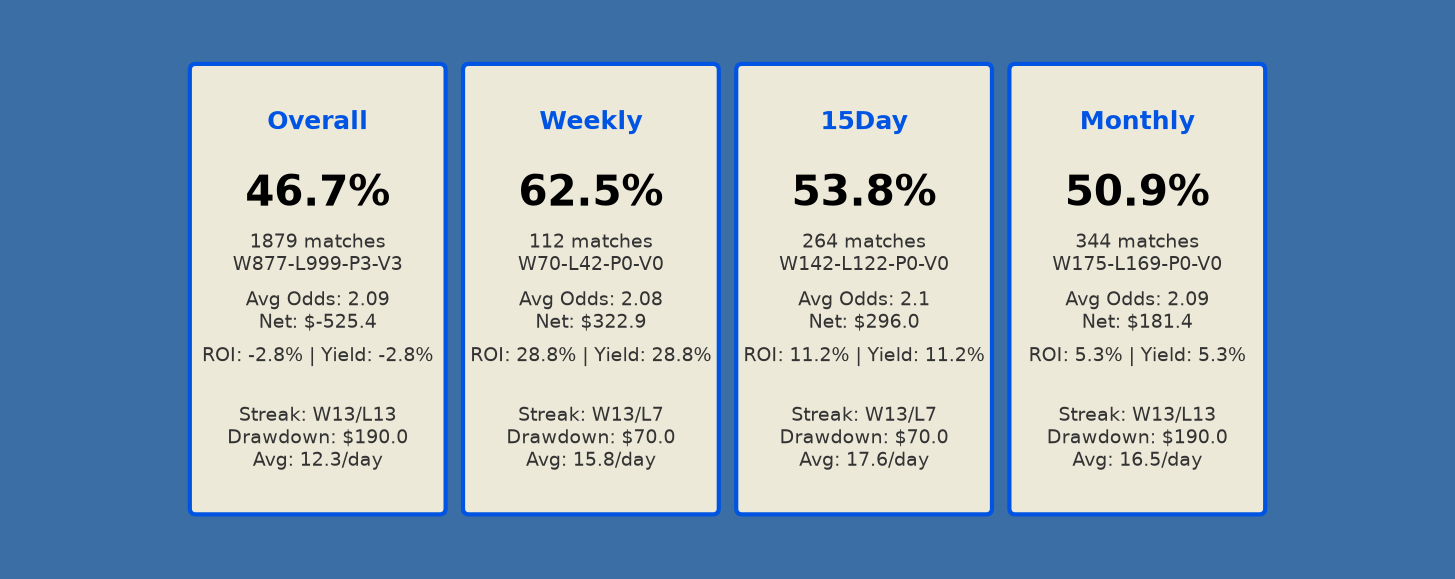 Overall
46.7%
1879 matches
W877-L999-P3-V3
Avg Odds: 2.09
Net: $-525.4
ROI: -2.8% | Yield: -2.8%
Streak: W13/L13
Drawdown: $190.0
Avg: 12.3/day
Weekly
62.5%
112 matches
W70-L42-P0-V0
Avg Odds: 2.08
Net: $322.9
ROI: 28.8% | Yield: 28.8%
Streak: W13/L7
Drawdown: $70.0
Avg: 15.8/day
15Day
53.8%
264 matches
W142-L122-P0-V0
Avg Odds: 2.1
Net: $296.0
ROI: 11.2% | Yield: 11.2%
Streak: W13/L7
Drawdown: $70.0
Avg: 17.6/day
Monthly
50.9%
344 matches
W175-L169-P0-V0
Avg Odds: 2.09
Net: $181.4
ROI: 5.3% | Yield: 5.3%
Streak: W13/L13
Drawdown: $190.0
Avg: 16.5/day